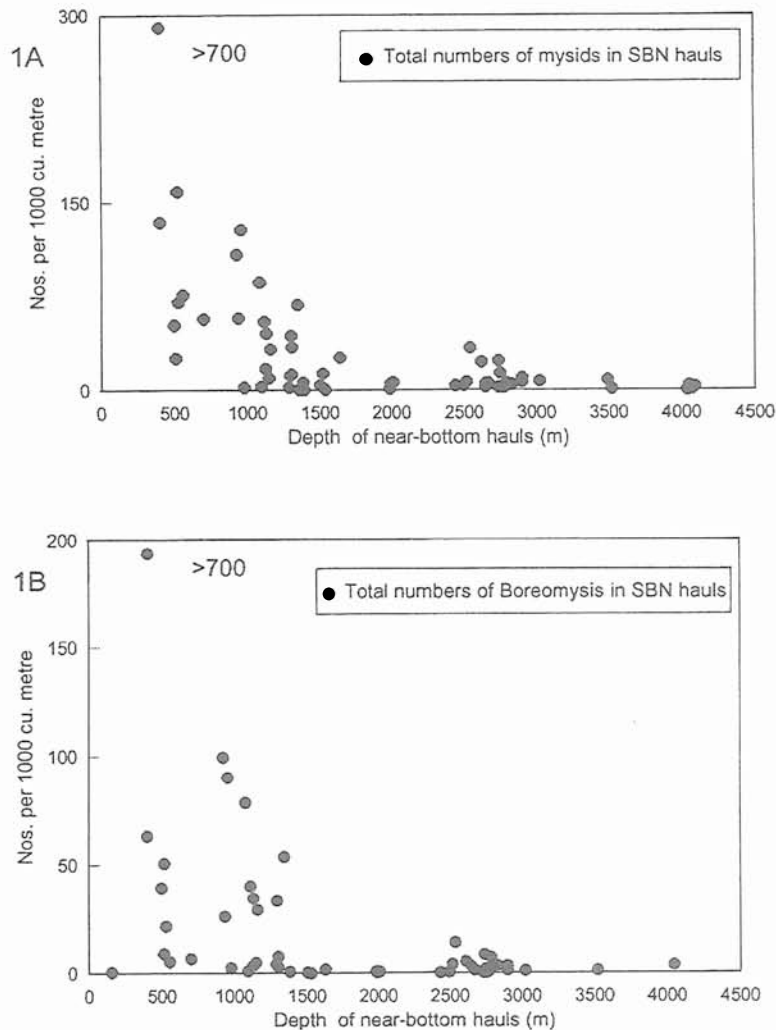 1A
300
>700
Total numbers of mysids in SBN hauls
Nos. per 1000 cu. metre
150
0
0 500 1000 1500 2000 2500 3000 3500 4000 4500
Depth of near-bottom hauls (m)
1B
200
>700
Total numbers of Boreomysis in SBN hauls
150
Nos. per 1000 cu. metre
100
50
0
0 500 1000 1500 2000 2500 3000 3500 4000 4500
Depth of near-bottom hauls (m)